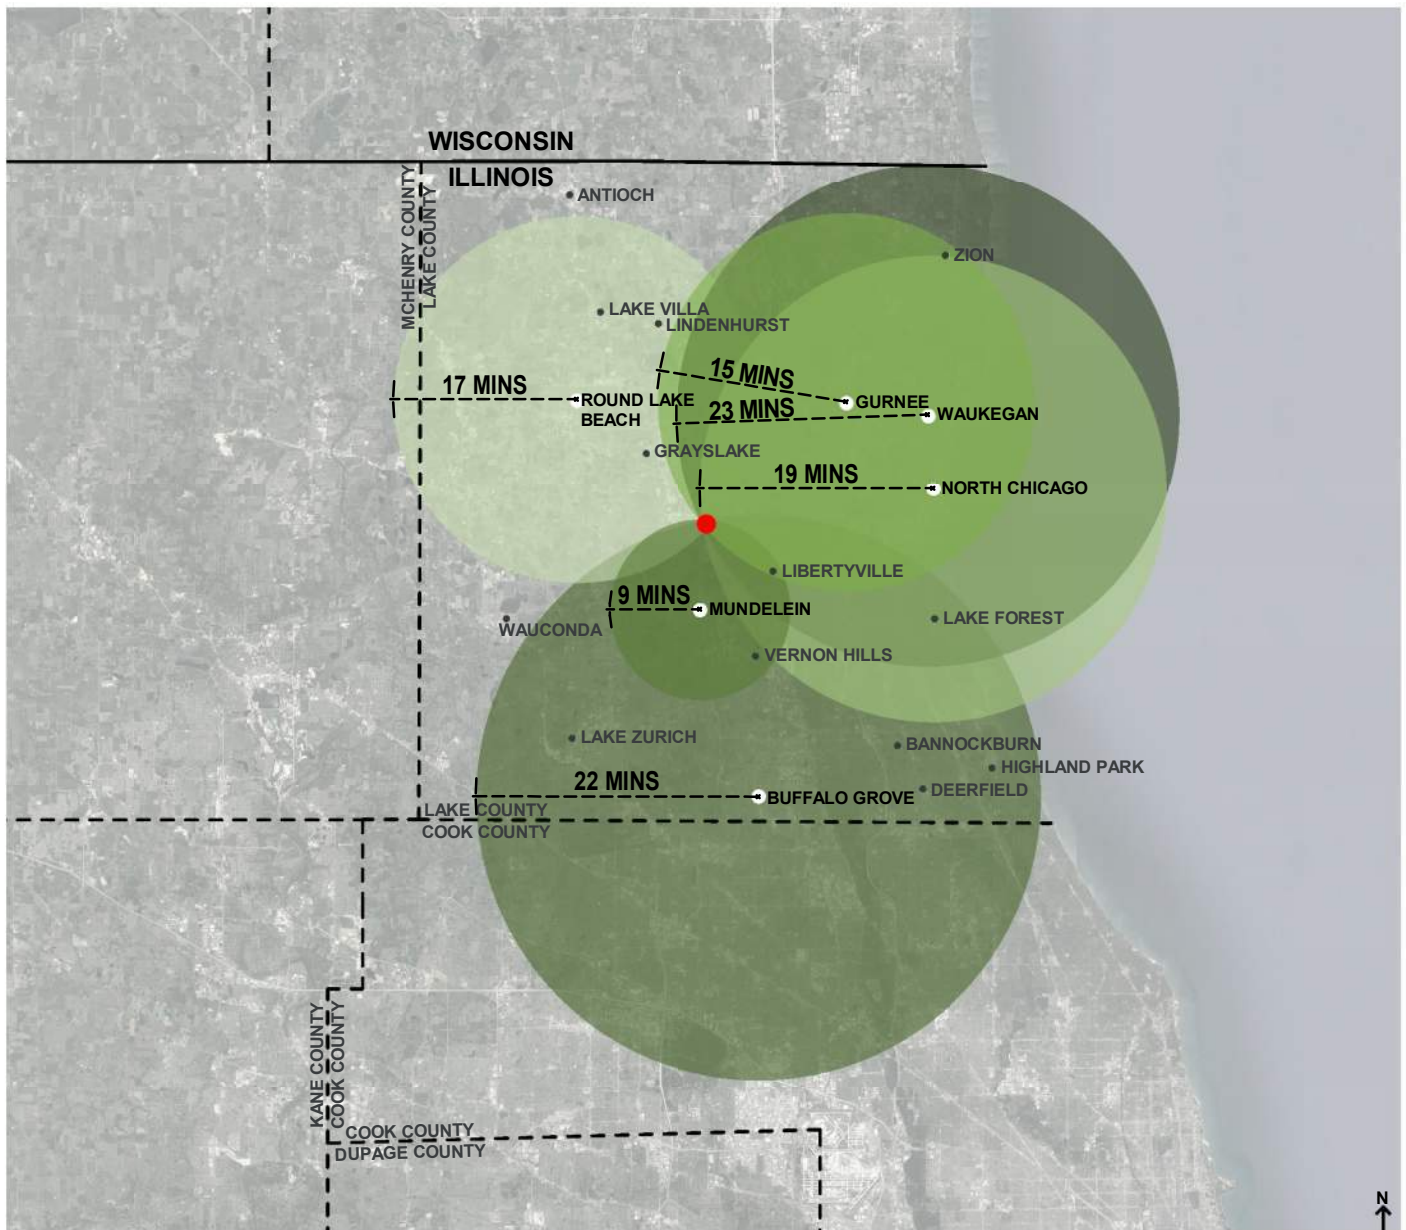 WISCONSIN
ILLINOIS
MCHENRY COUNTY
LAKE COUNTY
ANTIOCH
ZION
LAKE VILLA
LINDENHURST
15 MINS
17 MINS
ROUND LAKE
BEACH
GURNEE
23 MINS
WAUKEGAN
GRAYSLAKE
19 MINS
NORTH CHICAGO
LIBERTYVILLE
9 MINS
MUNDELEIN
LAKE FOREST
WAUCONDA
VERNON HILLS
LAKE ZURICH
BANNOCKBURN
HIGHLAND PARK
22 MINS
DEERFIELD
BUFFALO GROVE
LAKE COUNTY
COOK COUNTY
KANE COUNTY
COOK COUNTY
COOK COUNTY
DUPAGE COUNTY
N